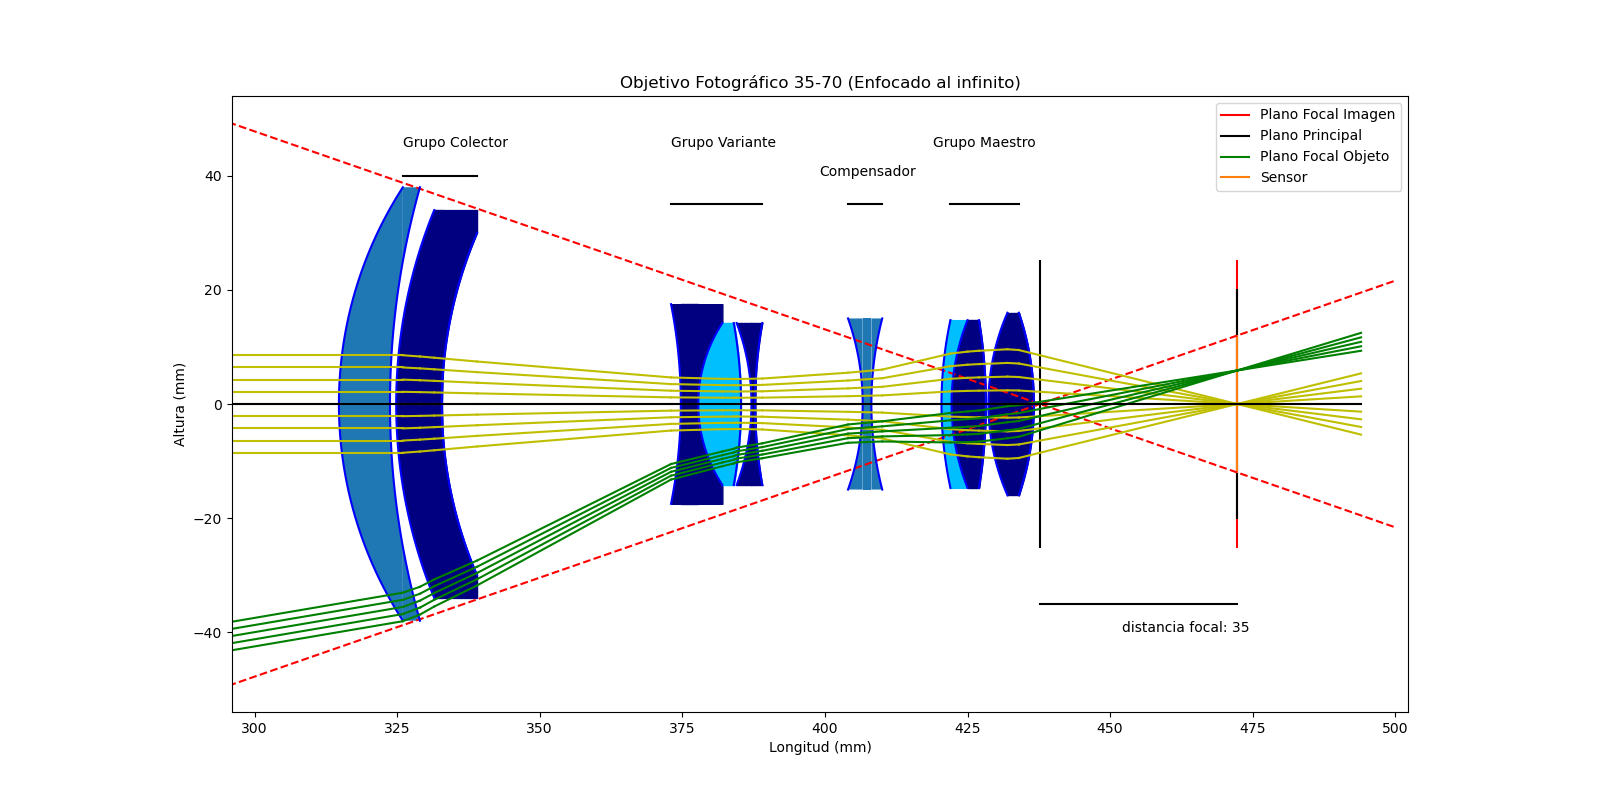 Objetivo Fotográfico 35-70 (Enfocado al infinito)
Grupo Colector
Grupo Variante
Compensador
Grupo Maestro
Plano Focal Imagen
Plano Principal
Plano Focal Objeto
Sensor
distancia focal: 35
Altura (mm)
40
20
0
−20
−40
300
325
350
375
400
425
450
475
500
Longitud (mm)